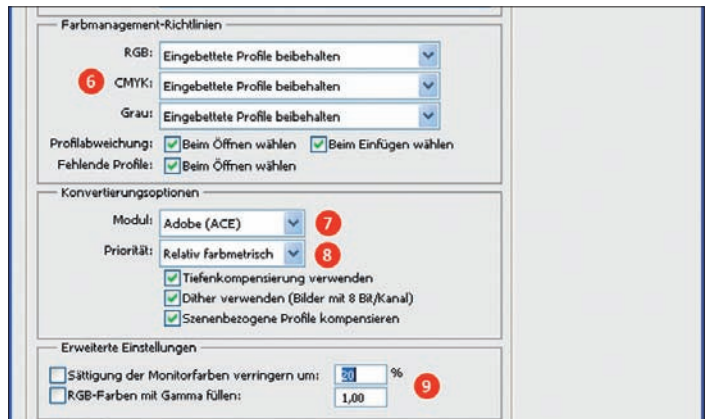 Farbmanagement-Richtlinien
RGB: Eingebettete Profile beibehalten
6 CMYK: Eingebettete Profile beibehalten
Grau: Eingebettete Profile beibehalten
Profilabweichung: Beim Öffnen wählen Beim Einfügen wählen
Fehlende Profile: Beim Öffnen wählen
Konvertierungsoptionen
Modul: Adobe (ACE) 7
Priorität: Relativ farbmetrisch 8
Tiefenkompensierung verwenden
Dither verwenden (Bilder mit 8 Bit/Kanal)
Szenenbezogene Profile kompensieren
Erweiterte Einstellungen
Sättigung der Monitorfarben verringern um: 20 %
9
RGB-Farben mit Gamma füllen: 1,00